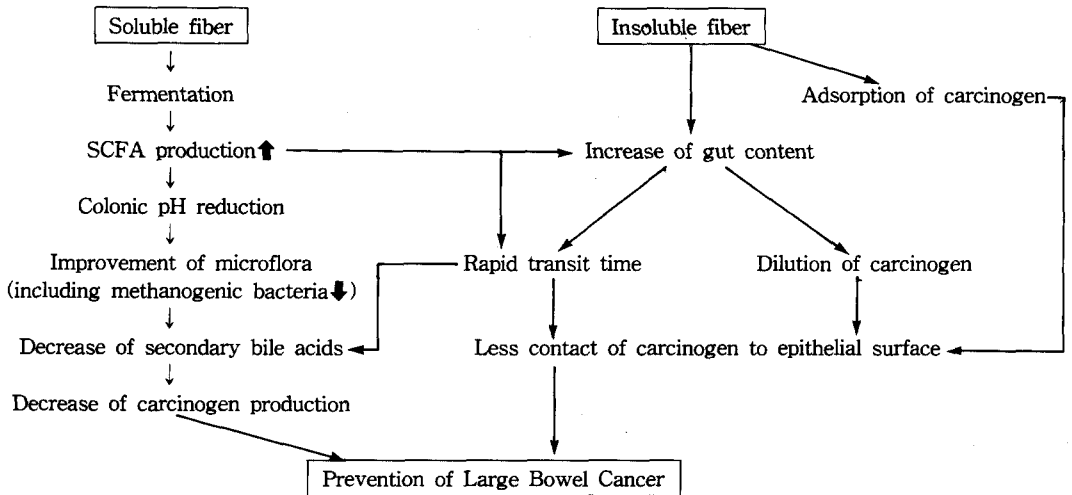 Soluble fiber
Insoluble fiber
Fermentation
Adsorption of carcinogen
SCFA production⬆
Increase of gut content
Colonic pH reduction
Improvement of microflora
(including methanogenic bacteria⬇)
Rapid transit time
Dilution of carcinogen
Decrease of secondary bile acids
Less contact of carcinogen to epithelial surface
Decrease of carcinogen production
Prevention of Large Bowel Cancer